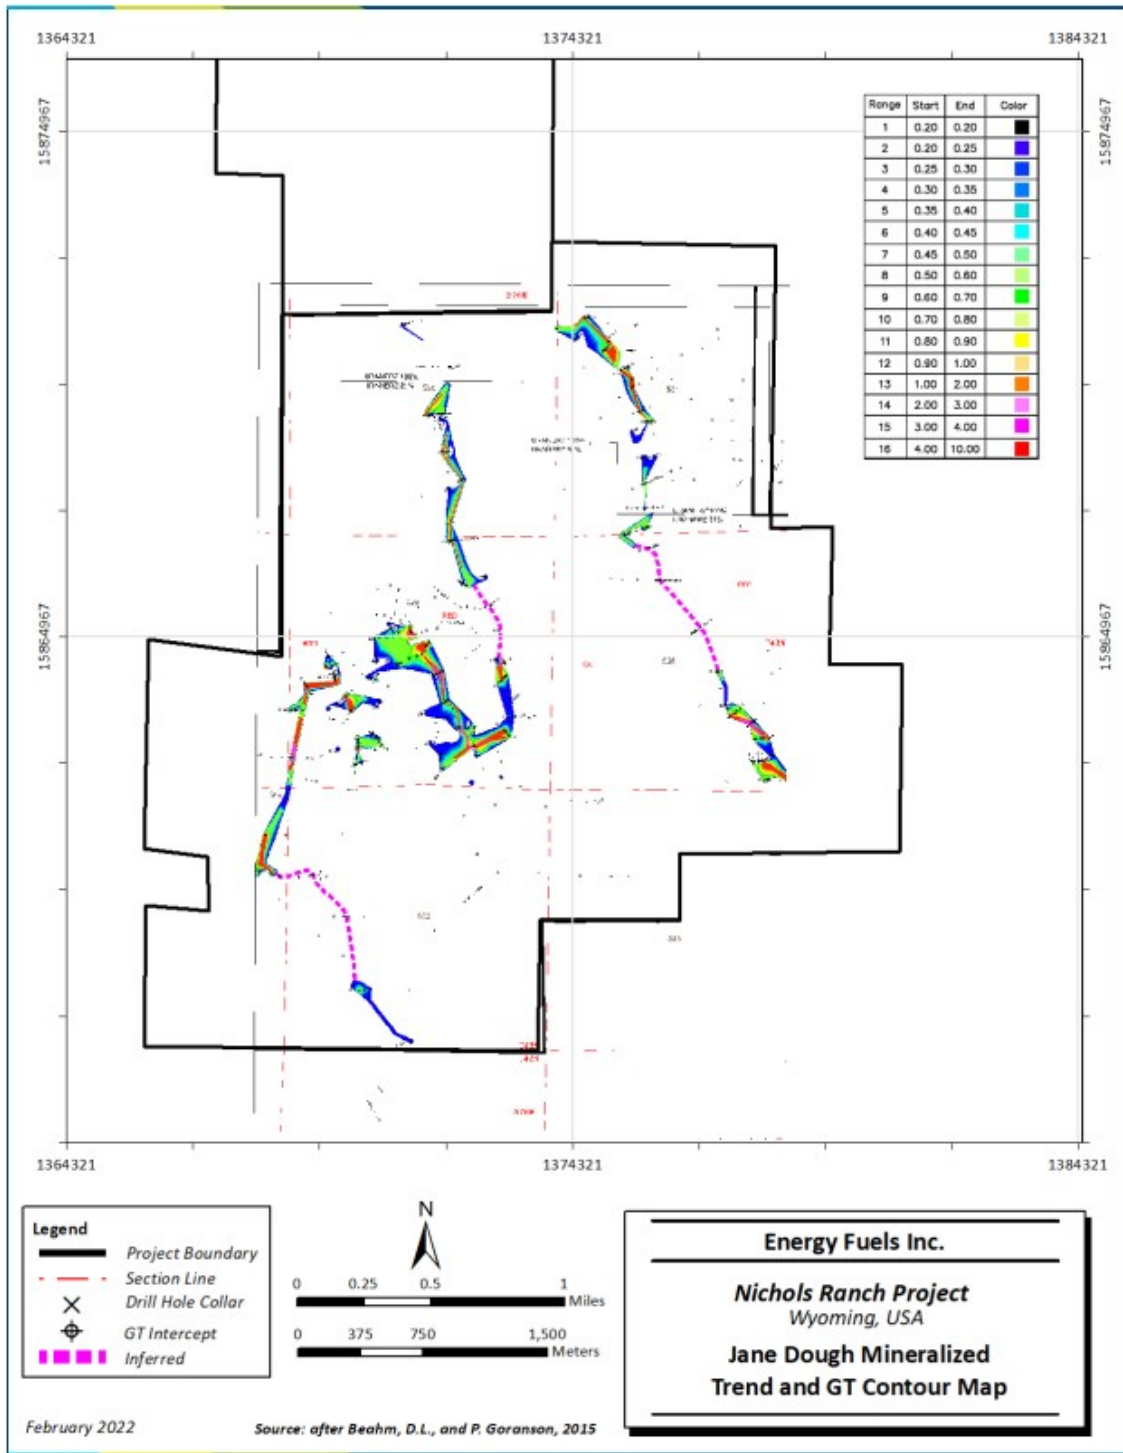 1364321 1374321 1384321
15874967
15874967
Range Start End Color
1 0.20 0.20
2 0.20 0.25
3 0.25 0.30
4 0.30 0.35
5 0.35 0.40
6 0.40 0.45
7 0.45 0.50
8 0.50 0.60
9 0.60 0.70
10 0.70 0.80
11 0.80 0.90
12 0.90 1.00
13 1.00 2.00
14 2.00 3.00
15 3.00 4.00
16 4.00 10.00
15864967
15864967
1364321 1374321 1384321
Legend
Project Boundary
Section Line
Drill Hole Collar
GT Intercept
Inferred
N
0 0.25 0.5 1
Miles
0 375 750 1,500
Meters
Energy Fuels Inc.
Nichols Ranch Project
Wyoming, USA
Jane Dough Mineralized
Trend and GT Contour Map
February 2022
Source: after Beahm, D.L., and P. Goranson, 2015